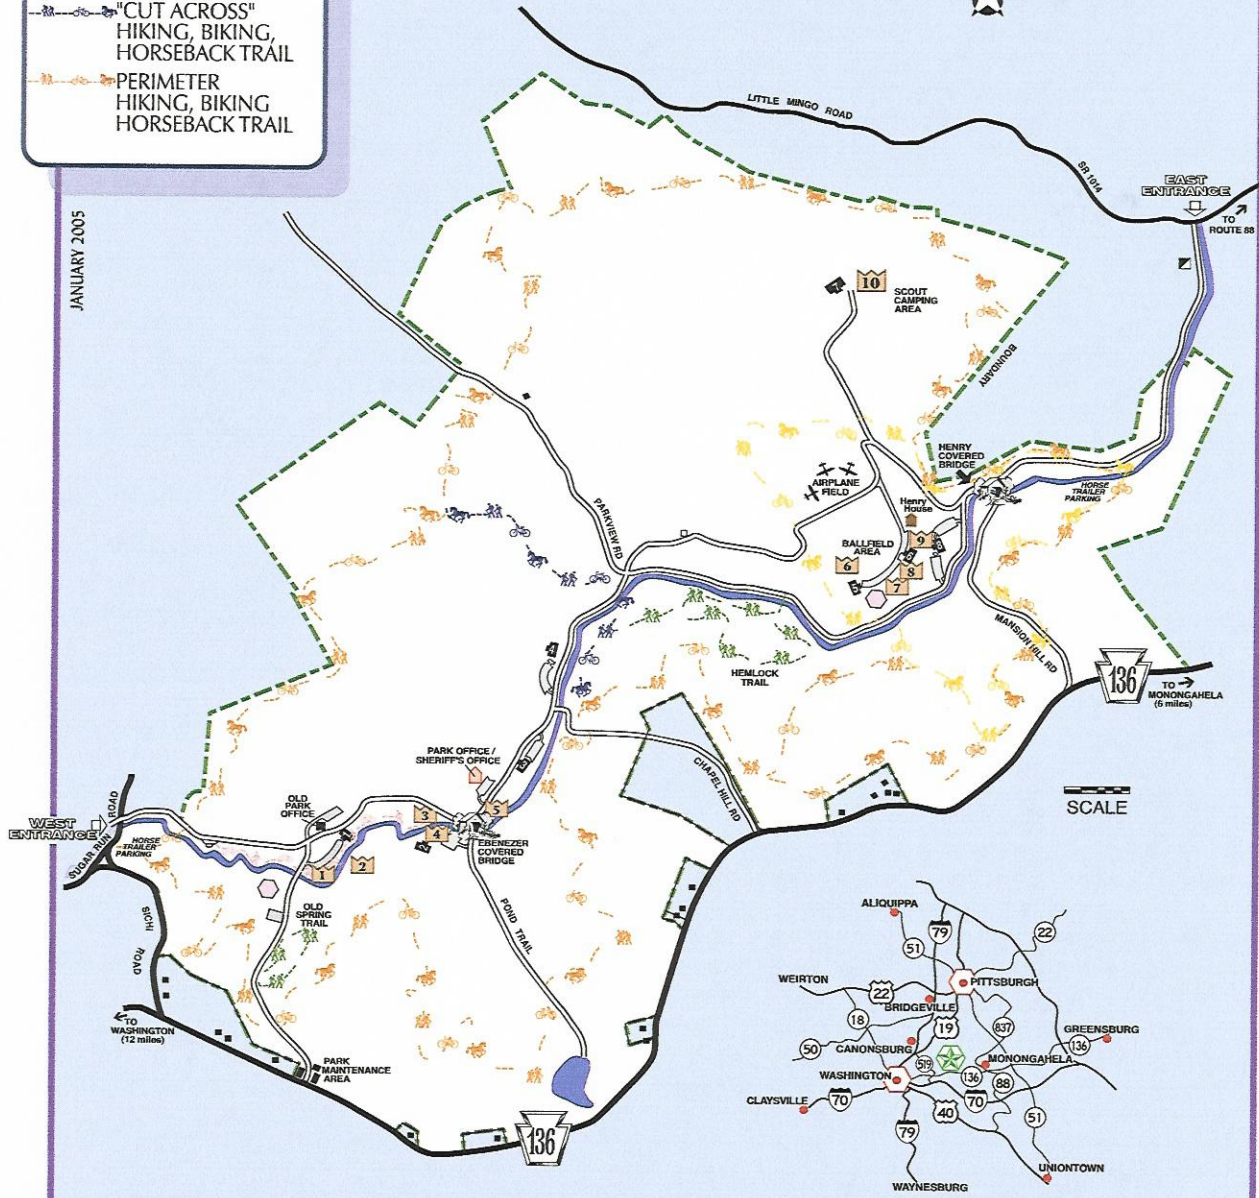 "CUT ACROSS"
HIKING, BIKING,
HORSEBACK TRAIL
PERIMETER
HIKING, BIKING
HORSEBACK TRAIL
JANUARY 2005
LITTLE MINGO ROAD
SR 1014
EAST
ENTRANCE
TO
ROUTE 88
10
SCOUT
CAMPING
AREA
BOUNDARY
HENRY
COVERED
BRIDGE
AIRPLANE
FIELD
Henry
House
HORSE
TRAILER
PARKING
PARKVIEW RD
BALLFIELD
AREA
9
6
8
7
MANSION HILL RD
HEMLOCK
TRAIL
136
TO
MONONGAHELA
(6 miles)
PARK OFFICE /
SHERIFF'S OFFICE
CHAPEL HILL RD
SCALE
OLD
PARK
OFFICE
WEST
ENTRANCE
SUGAR RUN ROAD
HORSE
TRAILER
PARKING
3
5
4
2
EBENEZER
COVERED
BRIDGE
1
2
OLD
SPRING
TRAIL
POND TRAIL
SICHI ROAD
TO
WASHINGTON
(12 miles)
PARK
MAINTENANCE
AREA
136
ALIQUIPPA
79
51
22
WEIRTON
22
PITTSBURGH
BRIDGEVILLE
18
19
837
GREENSBURG
50
CANONSBURG
136
519
MONONGAHELA
WASHINGTON
136
88
CLAYSVILLE
70
70
40
51
79
UNIONTOWN
WAYNESBURG